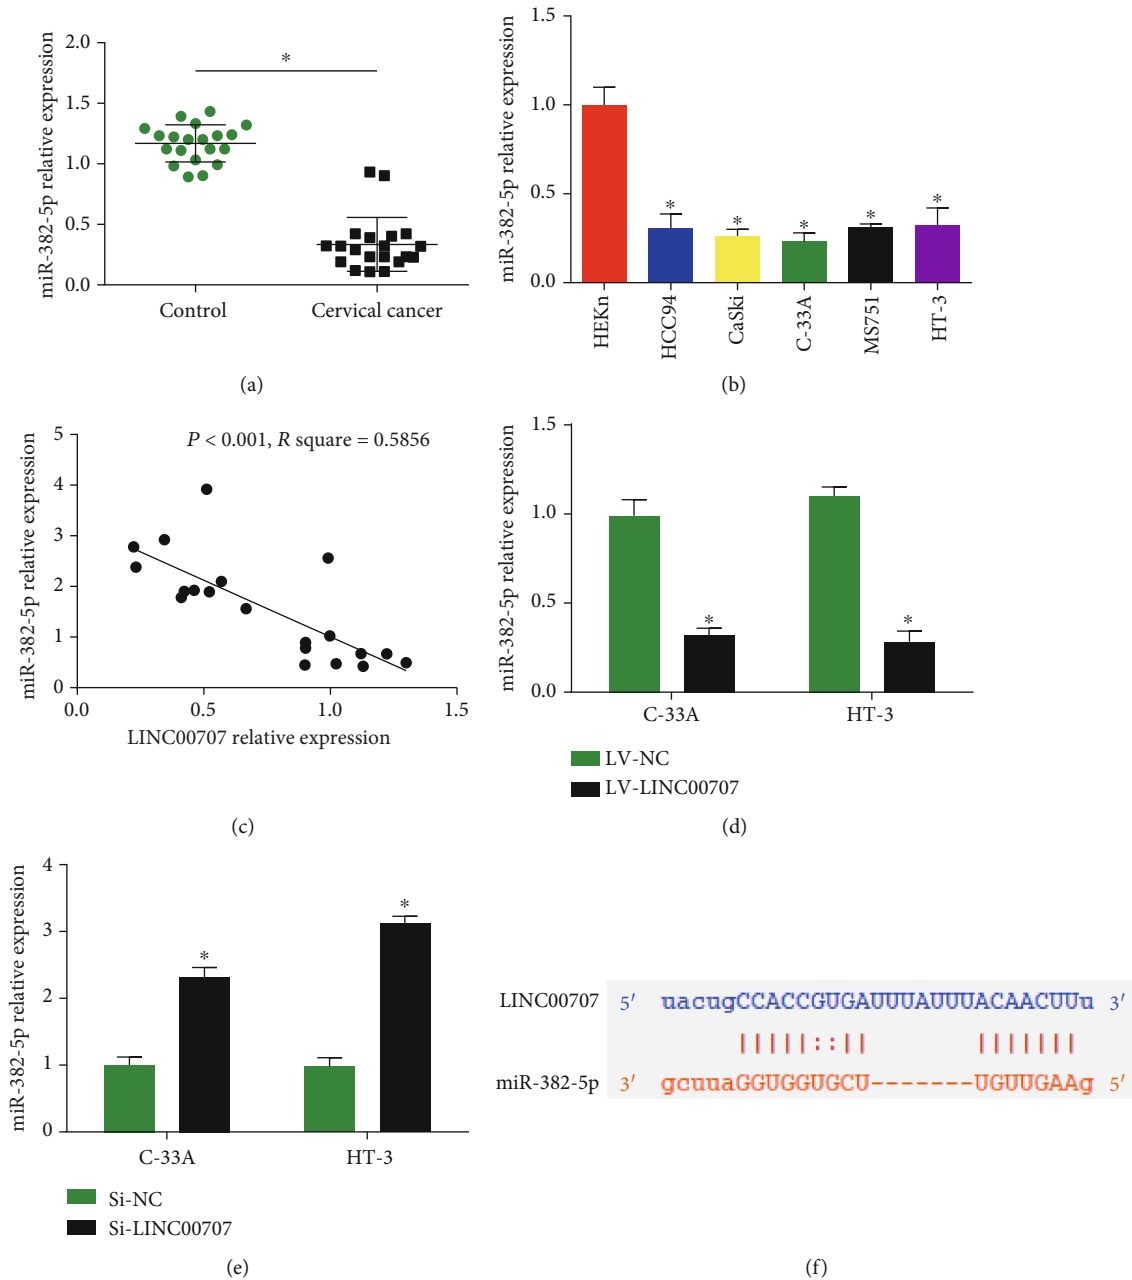 miR-382-5p relative expression
2.0
1.5
1.0
0.5
0.0
*
Control
Cervical cancer
(a)
miR-382-5p relative expression
1.5
1.0
0.5
0.0
* * * * *
HEKn
HCC94
CaSki
C-33A
MS751
HT-3
(b)
miR-382-5p relative expression
5
4
3
2
1
0
P < 0.001, R square = 0.5856
0.0 0.5 1.0 1.5
LINC00707 relative expression
(c)
miR-382-5p relative expression
1.5
1.0
0.5
0.0
* *
C-33A HT-3
LV-NC
LV-LINC00707
(d)
miR-382-5p relative expression
4
3
2
1
0
* *
C-33A HT-3
Si-NC
Si-LINC00707
(e)
LINC00707 5′ uacugCCACCGUGAUUUAUUUACAACUUu 3′
|||||::|| |||||||
miR-382-5p 3′ gcuuaGGUGGUGCU-------UGUUGAAg 5′
(f)